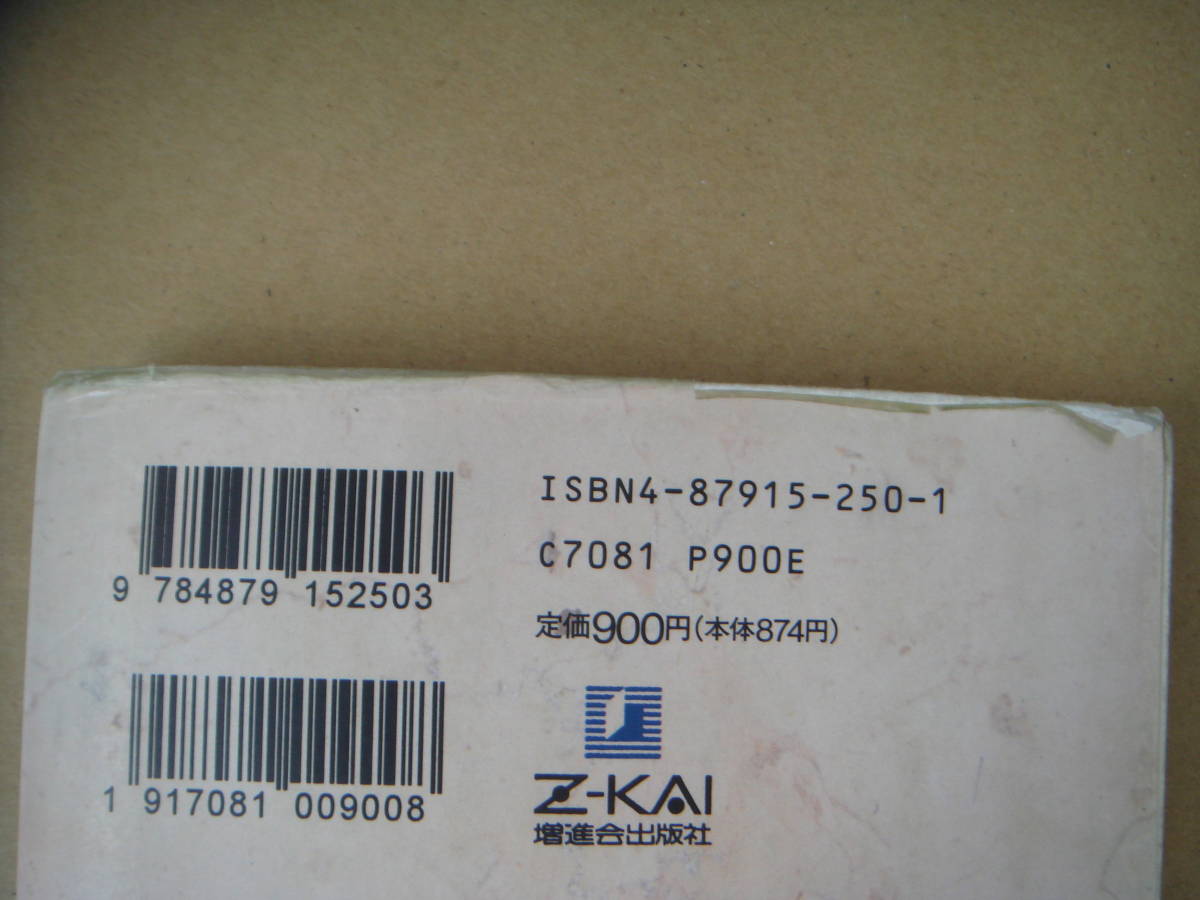 9 784879 152503
1 917081 009008
ISBN4-87915-250-1
C7081 P900E
定価900円(本体874円)
Z-KAI
増進会出版社